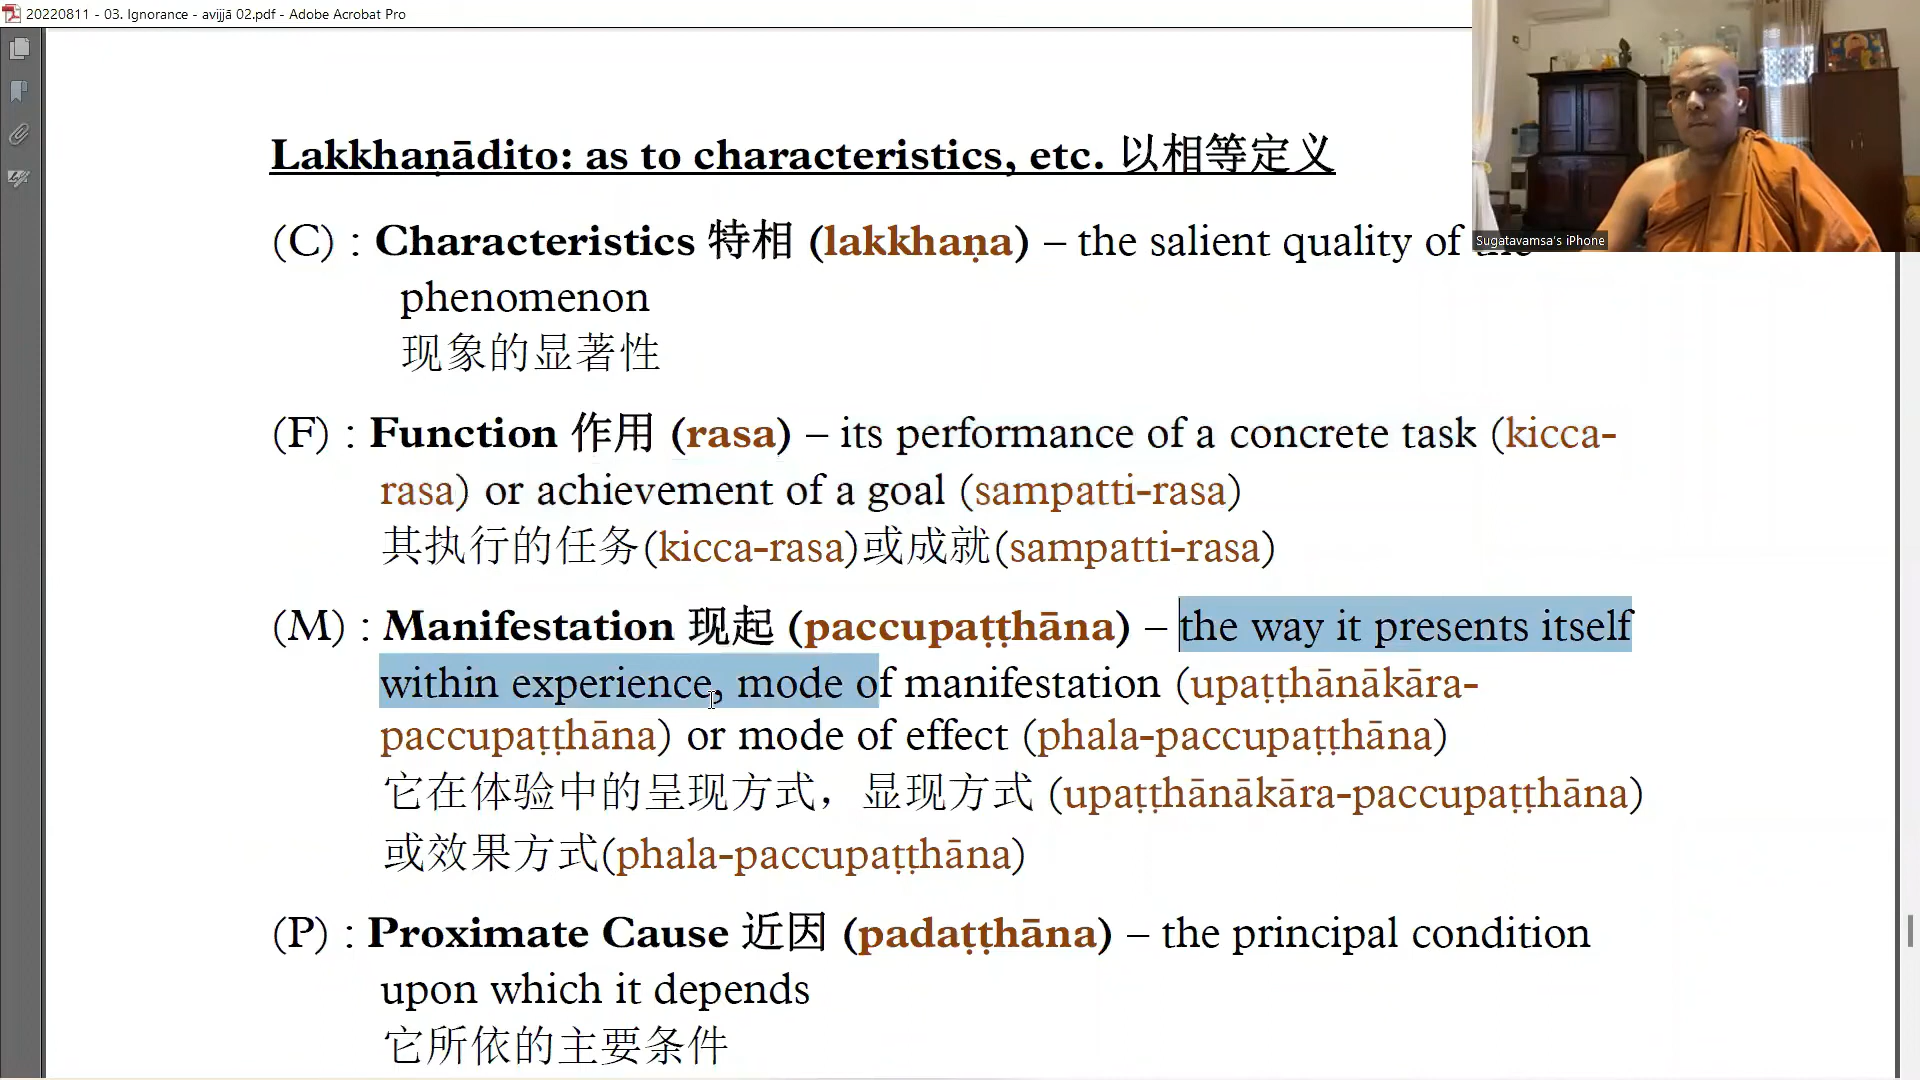 20220811 - 03. Ignorance - avijjā 02.pdf - Adobe Acrobat Pro
Lakkhaṇādito: as to characteristics, etc. 以相等定义
(C) : Characteristics 特相 (lakkhaṇa) – the salient quality of the
Sugatavamsa's iPhone
phenomenon
现象的显著性
(F) : Function 作用 (rasa) – its performance of a concrete task (kicca-
rasa) or achievement of a goal (sampatti-rasa)
其执行的任务(kicca-rasa)或成就(sampatti-rasa)
(M) : Manifestation 现起 (paccupaṭṭhāna) – the way it presents itself
within experience, mode of manifestation (upaṭṭhānākāra-
paccupaṭṭhāna) or mode of effect (phala-paccupaṭṭhāna)
它在体验中的呈现方式，显现方式 (upaṭṭhānākāra-paccupaṭṭhāna)
或效果方式(phala-paccupaṭṭhāna)
(P) : Proximate Cause 近因 (padaṭṭhāna) – the principal condition
upon which it depends
它所依的主要条件